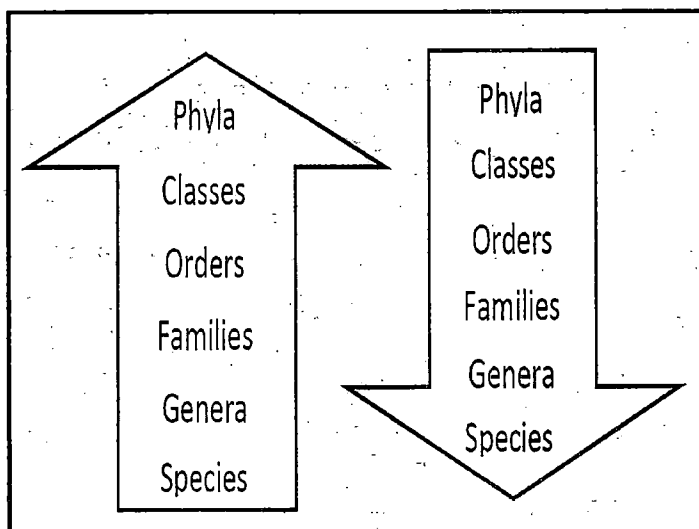 Phyla
Classes
Orders
Families
Genera
Species
Phyla
Classes
Orders
Families
Genera
Species